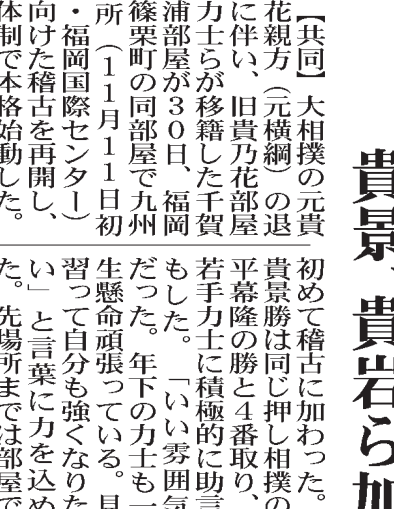 貴景、貴岩ら加
【共同】大相撲の元貴
花親方（元横綱）の退
に伴い、旧貴乃花部屋
力士らが移籍した千賀
浦部屋が３０日、福岡
篠栗町の同部屋で九州
所（１１月１１日初
・福岡国際センター）
向けた稽古を再開し、
体制で本格始動した。
初めて稽古に加わった。
貴景勝は同じ押し相撲の
平幕隆の勝と４番取り、
若手力士に積極的に助言
もした。「いい雰囲気
だった。年下の力士も一
生懸命頑張っている。見
習って自分も強くなりた
い」と言葉に力を込め
た。先場所までは部屋で